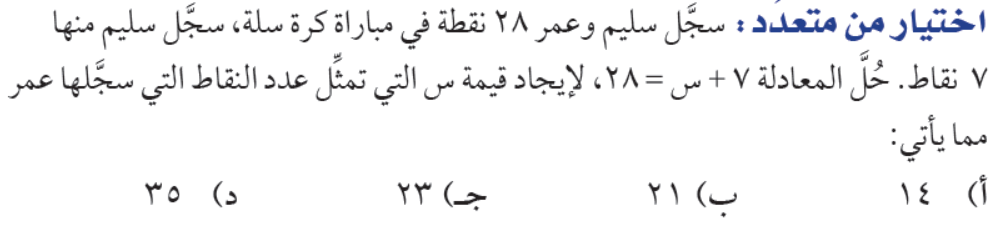 اختيار من متعدّد : سجَّل سليم وعمر ٢٨ نقطة في مباراة كرة سلة، سجَّل سليم منها
٧ نقاط. حُلَّ المعادلة ٧ + س = ٢٨، لإيجاد قيمة س التي تمثِّل عدد النقاط التي سجَّلها عمر
مما يأتي:
أ) ١٤ ب) ٢١ جـ) ٢٣ د) ٣٥